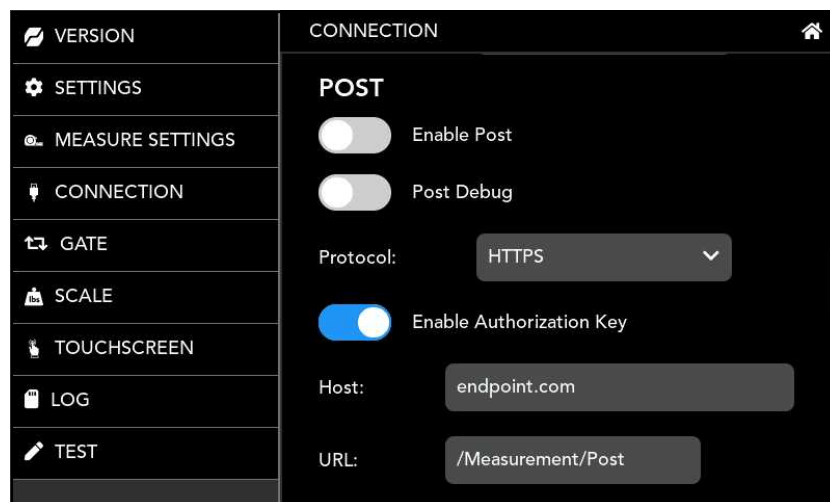 VERSION
SETTINGS
MEASURE SETTINGS
CONNECTION
GATE
lbs
SCALE
TOUCHSCREEN
LOG
TEST
CONNECTION
POST
Enable Post
Post Debug
Protocol:
HTTPS
Enable Authorization Key
Host:
endpoint.com
URL:
/Measurement/Post